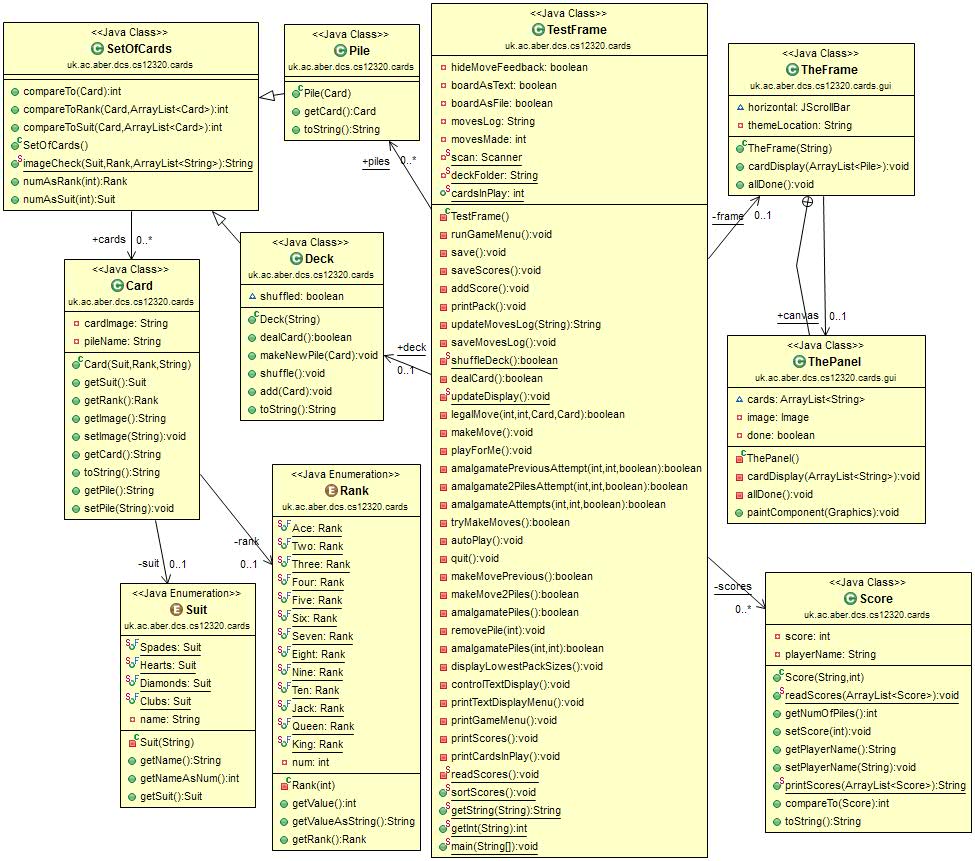 <<Java Class>>
SetOfCards
uk.ac.aber.dcs.cs12320.cards
compareTo(Card):int
compareToRank(Card,ArrayList<Card>):int
compareToSuit(Card,ArrayList<Card>):int
SetOfCards()
imageCheck(Suit,Rank,ArrayList<String>):String
numAsRank(int):Rank
numAsSuit(int):Suit
<<Java Class>>
Pile
uk.ac.aber.dcs.cs12320.cards
Pile(Card)
getCard():Card
toString():String
+piles
0..*
<<Java Class>>
TestFrame
uk.ac.aber.dcs.cs12320.cards
hideMoveFeedback: boolean
boardAsText: boolean
boardAsFile: boolean
movesLog: String
movesMade: int
scan: Scanner
deckFolder: String
cardsInPlay: int
TestFrame()
runGameMenu():void
save():void
saveScores():void
addScore():void
printPack():void
updateMovesLog(String):String
saveMovesLog():void
shuffleDeck():boolean
dealCard():boolean
updateDisplay():void
legalMove(int,int,Card,Card):boolean
makeMove():void
playForMe():void
amalgamatePreviousAttempt(int,int,boolean):boolean
amalgamate2PilesAttempt(int,int,boolean):boolean
amalgamateAttempts(int,int,boolean):boolean
tryMakeMoves():boolean
autoPlay():void
quit():void
makeMovePrevious():boolean
makeMove2Piles():boolean
amalgamatePiles():boolean
removePile(int):void
amalgamatePiles(int,int):boolean
displayLowestPackSizes():void
controlTextDisplay():void
printTextDisplayMenu():void
printGameMenu():void
printScores():void
printCardsInPlay():void
readScores():void
sortScores():void
getString(String):String
getInt(String):int
main(String[]):void
<<Java Class>>
TheFrame
uk.ac.aber.dcs.cs12320.cards.gui
horizontal: JScrollBar
themeLocation: String
TheFrame(String)
cardDisplay(ArrayList<Pile>):void
allDone():void
-frame
0..1
+canvas
0..1
<<Java Class>>
ThePanel
uk.ac.aber.dcs.cs12320.cards.gui
cards: ArrayList<String>
image: Image
done: boolean
ThePanel()
cardDisplay(ArrayList<String>):void
allDone():void
paintComponent(Graphics):void
+cards
0..*
<<Java Class>>
Card
uk.ac.aber.dcs.cs12320.cards
cardImage: String
pileName: String
Card(Suit,Rank,String)
getSuit():Suit
getRank():Rank
getImage():String
setImage(String):void
getCard():String
toString():String
getPile():String
setPile(String):void
<<Java Class>>
Deck
uk.ac.aber.dcs.cs12320.cards
shuffled: boolean
Deck(String)
dealCard():boolean
makeNewPile(Card):void
shuffle():void
add(Card):void
toString():String
+deck
0..1
-rank
0..1
<<Java Enumeration>>
Rank
uk.ac.aber.dcs.cs12320.cards
Ace: Rank
Two: Rank
Three: Rank
Four: Rank
Five: Rank
Six: Rank
Seven: Rank
Eight: Rank
Nine: Rank
Ten: Rank
Jack: Rank
Queen: Rank
King: Rank
num: int
Rank(int)
getValue():int
getValueAsString():String
getRank():Rank
-suit
0..1
<<Java Enumeration>>
Suit
uk.ac.aber.dcs.cs12320.cards
Spades: Suit
Hearts: Suit
Diamonds: Suit
Clubs: Suit
name: String
Suit(String)
getName():String
getNameAsNum():int
getSuit():Suit
-scores
0..*
<<Java Class>>
Score
uk.ac.aber.dcs.cs12320.cards
score: int
playerName: String
Score(String,int)
readScores(ArrayList<Score>):void
getNumOfPiles():int
setScore(int):void
getPlayerName():String
setPlayerName(String):void
printScores(ArrayList<Score>):String
compareTo(Score):int
toString():String